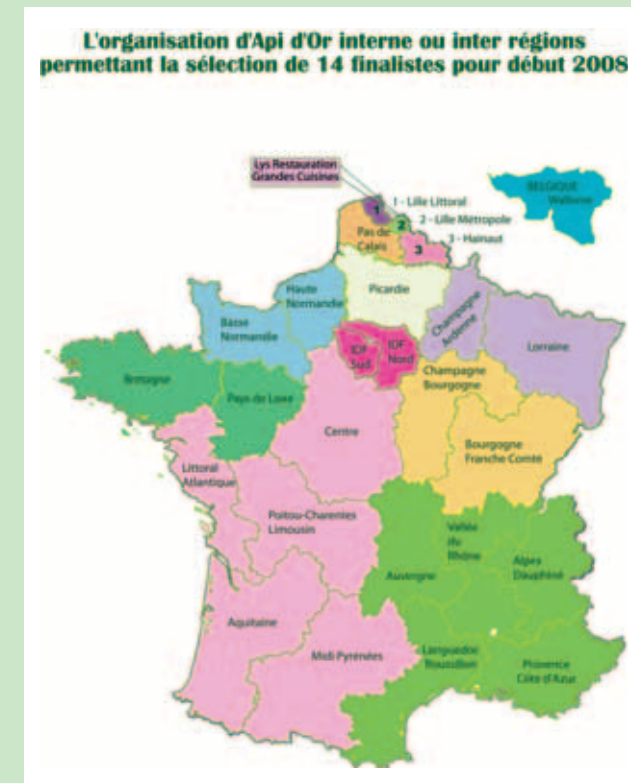 L'organisation d'Api d'Or interne ou inter régions
permettant la sélection de 14 finalistes pour début 2008
Lys Restauration
Grandes Cuisines
BELGIQUE
Wallonie
1 - Lille Littoral
2 - Lille Métropole
3 - Hainaut
1
2
3
Pas de
Calais
Haute
Normandie
Picardie
Champagne
Ardenne
Lorraine
Basse
Normandie
IDF
Sud
IDF
Nord
Bretagne
Pays de Loire
Champagne
Bourgogne
Centre
Bourgogne
Franche Comté
Littoral
Atlantique
Poitou-Charentes
Limousin
Vallée
du
Rhône
Alpes
Dauphiné
Auvergne
Aquitaine
Midi Pyrénées
Languedoc
Roussillon
Provence
Côte d'Azur